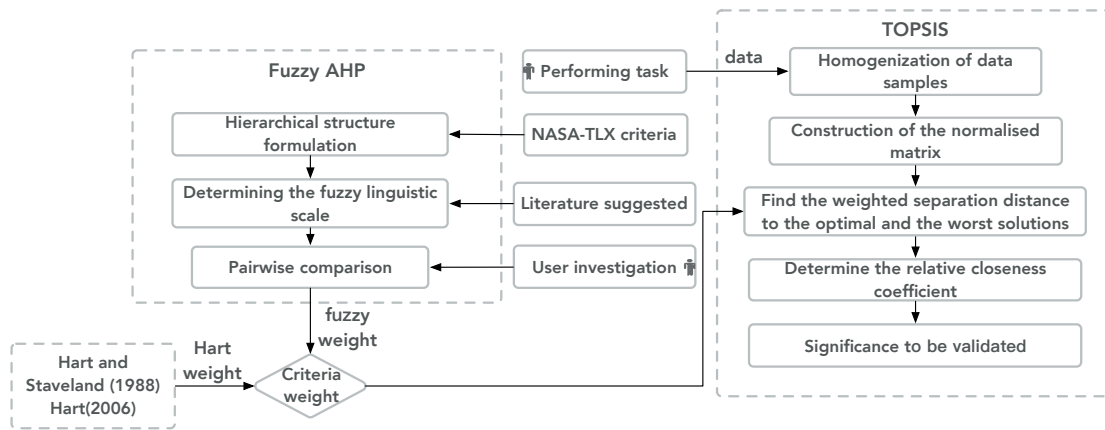 TOPSIS
Fuzzy AHP
Performing task
data
Homogenization of data
samples
Hierarchical structure
formulation
NASA-TLX criteria
Construction of the normalised
matrix
Determining the fuzzy linguistic
scale
Literature suggested
Find the weighted separation distance
to the optimal and the worst solutions
Pairwise comparison
User investigation
Determine the relative closeness
coefficient
fuzzy
weight
Significance to be validated
Hart and
Staveland (1988)
Hart(2006)
Hart
weight
Criteria
weight